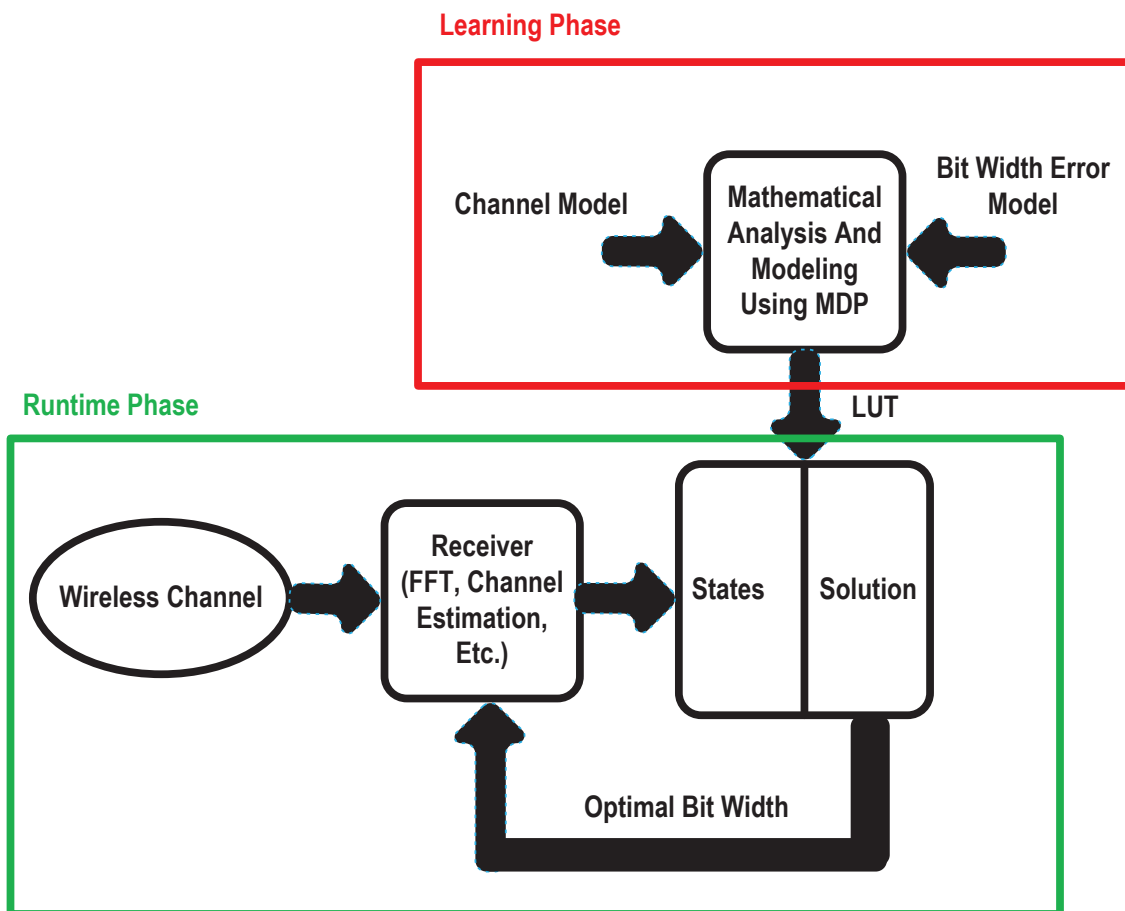 Learning Phase
Channel Model
Mathematical
Analysis And
Modeling
Using MDP
Bit Width Error
Model
LUT
Runtime Phase
Wireless Channel
Receiver
(FFT, Channel
Estimation,
Etc.)
States
Solution
Optimal Bit Width